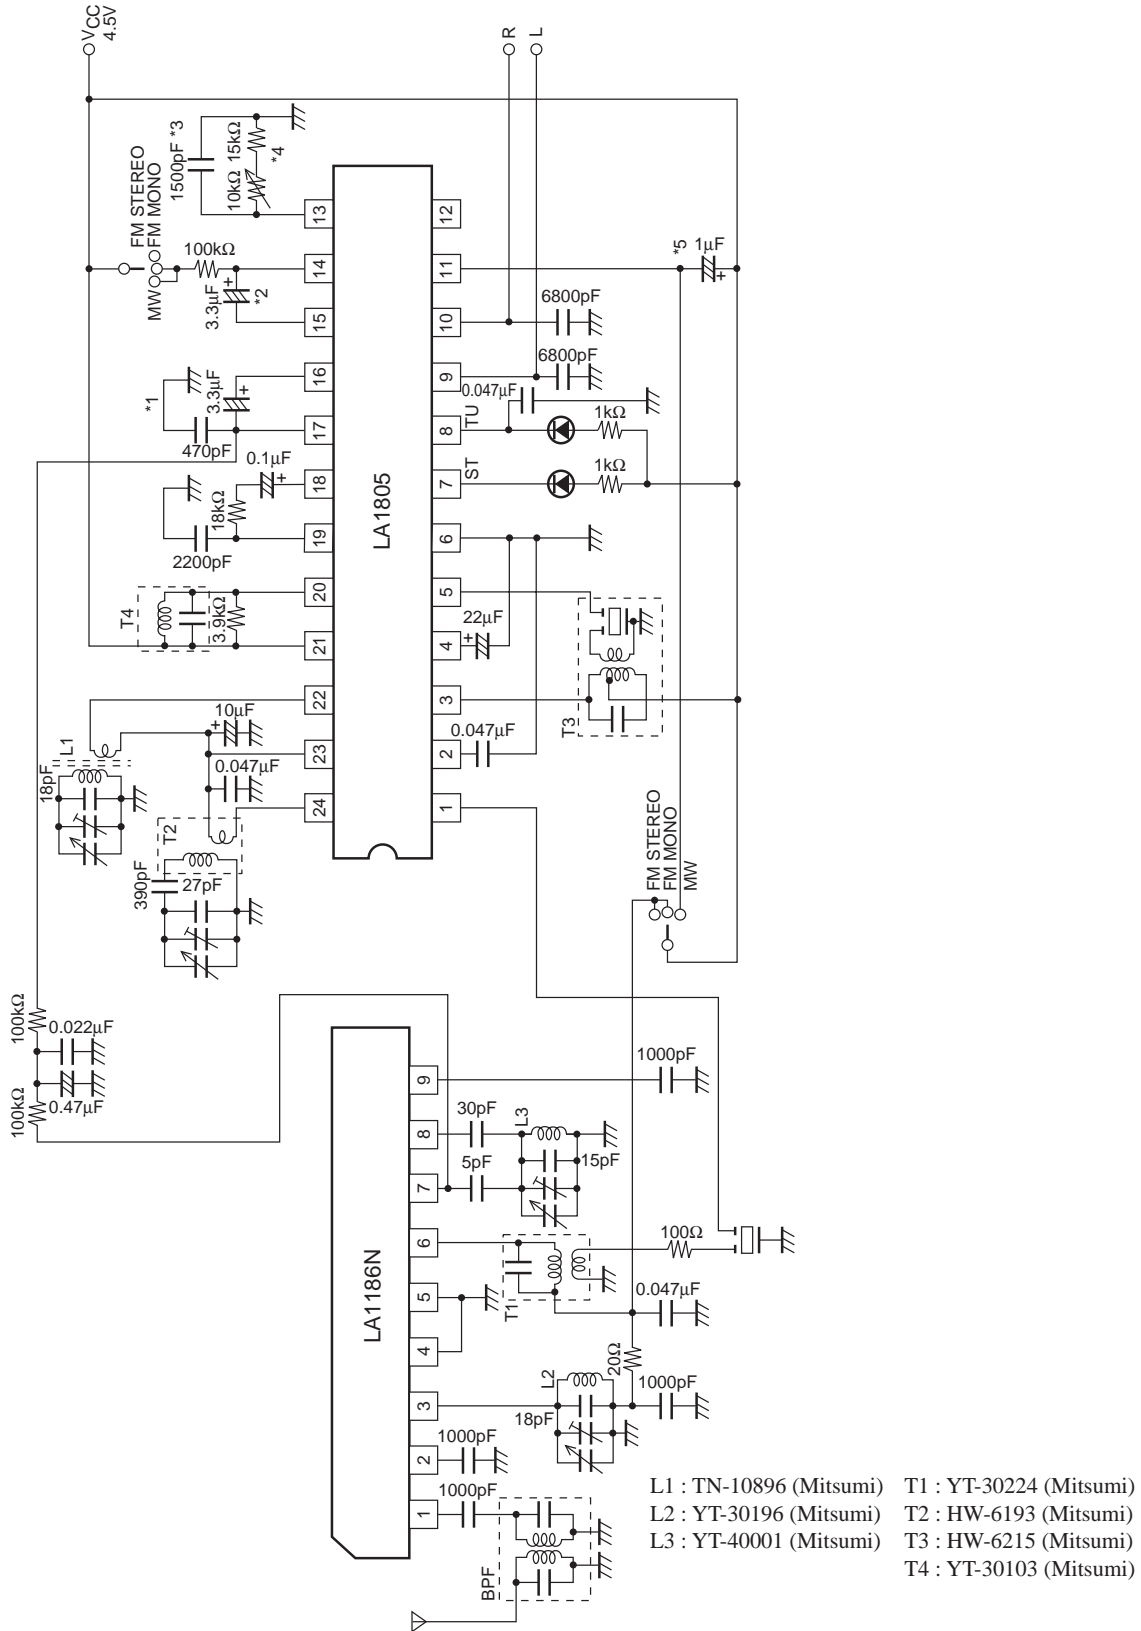 VCC
4.5V
R
L
FM STEREO
FM MONO
MW
1500pF *3
10kΩ
15kΩ
*4
100kΩ
3.3µF
+
*2
*1
3.3µF
+
470pF
0.1µF
+
18kΩ
2200pF
T4
3.9kΩ
L1
18pF
10µF
+
0.047µF
T2
390pF
27pF
13
14
15
16
17
18
19
20
21
22
23
24
LA1805
12
11
10
9
8
7
6
5
4
3
2
1
*5
1µF
+
6800pF
6800pF
0.047µF
TU
1kΩ
ST
1kΩ
22µF
+
T3
0.047µF
FM STEREO
FM MONO
MW
100kΩ
0.022µF
0.47µF
100kΩ
LA1186N
9
8
7
6
5
4
3
2
1
1000pF
30pF
L3
5pF
15pF
100Ω
T1
0.047µF
20Ω
L2
18pF
1000pF
1000pF
1000pF
BPF
L1 : TN-10896 (Mitsumi) T1 : YT-30224 (Mitsumi)
L2 : YT-30196 (Mitsumi) T2 : HW-6193 (Mitsumi)
L3 : YT-40001 (Mitsumi) T3 : HW-6215 (Mitsumi)
T4 : YT-30103 (Mitsumi)